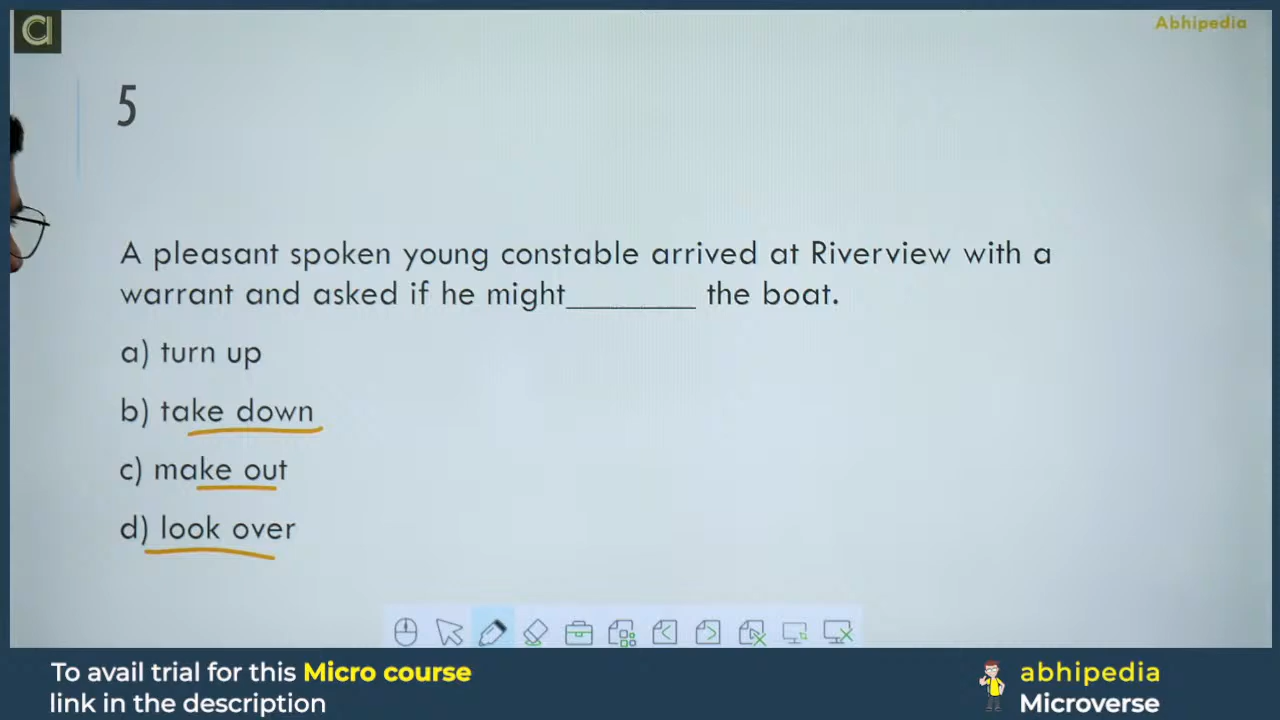 a
Abhipedia
5
A pleasant spoken young constable arrived at Riverview with a
warrant and asked if he might________ the boat.
a) turn up
b) take down
c) make out
d) look over
To avail trial for this Micro course
link in the description
abhipedia
Microverse